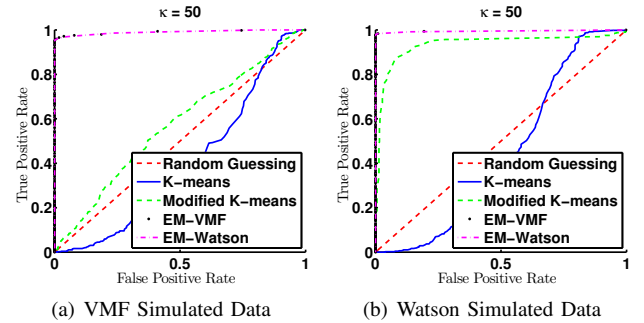 κ = 50
1
0.8
0.6
0.4
0.2
0
0
0.5
1
True Positive Rate
False Positive Rate
Random Guessing
K−means
Modified K−means
EM−VMF
EM−Watson
(a) VMF Simulated Data
κ = 50
1
0.8
0.6
0.4
0.2
0
0
0.5
1
True Positive Rate
False Positive Rate
Random Guessing
K−means
Modified K−means
EM−VMF
EM−Watson
(b) Watson Simulated Data